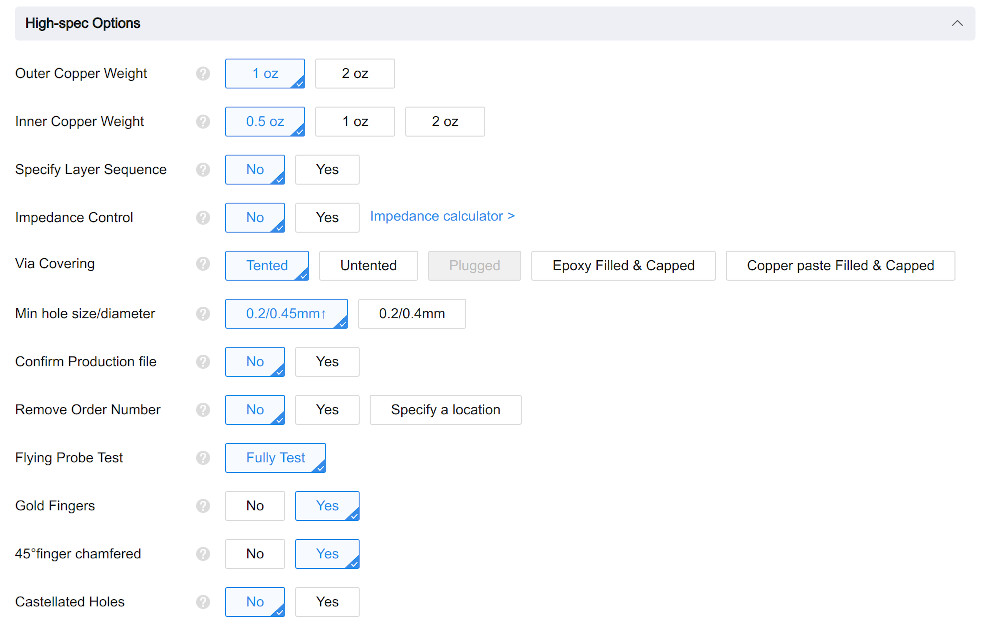 High-spec Options
Outer Copper Weight ? 1 oz 2 oz
Inner Copper Weight ? 0.5 oz 1 oz 2 oz
Specify Layer Sequence ? No Yes
Impedance Control ? No Yes Impedance calculator >
Via Covering ? Tented Untented Plugged Epoxy Filled & Capped Copper paste Filled & Capped
Min hole size/diameter ? 0.2/0.45mm↑ 0.2/0.4mm
Confirm Production file ? No Yes
Remove Order Number ? No Yes Specify a location
Flying Probe Test ? Fully Test
Gold Fingers ? No Yes
45°finger chamfered ? No Yes
Castellated Holes ? No Yes